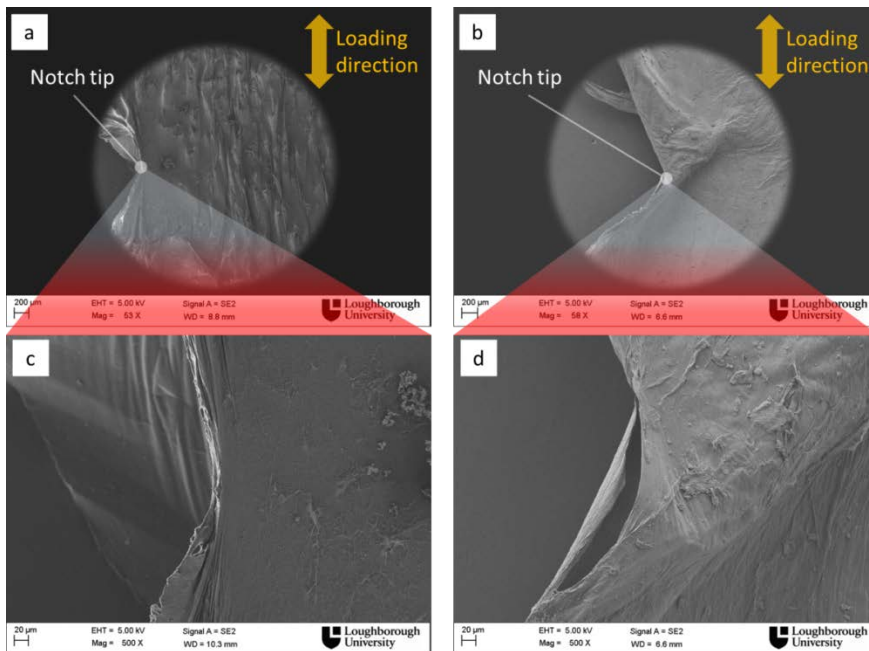 a
Loading
direction
Notch tip
200 µm
EHT = 5.00 kV
Mag = 53 X
Signal A = SE2
WD = 8.8 mm
Loughborough
University
b
Loading
direction
Notch tip
200 µm
EHT = 5.00 kV
Mag = 58 X
Signal A = SE2
WD = 6.6 mm
Loughborough
University
c
20 µm
EHT = 5.00 kV
Mag = 500 X
Signal A = SE2
WD = 10.3 mm
Loughborough
University
d
20 µm
EHT = 5.00 kV
Mag = 500 X
Signal A = SE2
WD = 6.6 mm
Loughborough
University